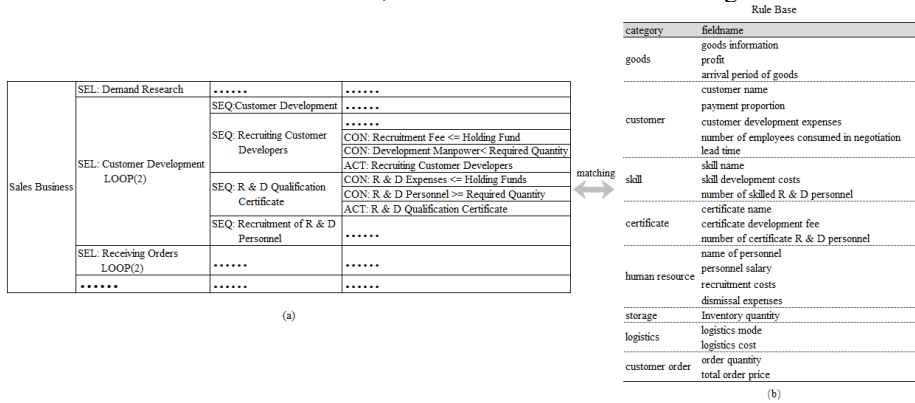 Rule Base
SEL: Demand Research ...... ......
SEQ:Customer Development ......
......
SEQ: Recruiting Customer Developers
CON: Recruitment Fee <= Holding Fund
CON: Development Manpower< Required Quantity
ACT: Recruiting Customer Developers
SEL: Customer Development
LOOP(2)
Sales Business
SEQ: R & D Qualification Certificate
CON: R & D Expenses <= Holding Funds
CON: R & D Personnel >= Required Quantity
ACT: R & D Qualification Certificate
SEQ: Recruitment of R & D Personnel ......
SEL: Receiving Orders
LOOP(2)
...... ......
...... ...... ......
(a)
matching
category fieldname
goods
goods information
profit
arrival period of goods
customer
customer name
payment proportion
customer development expenses
number of employees consumed in negotiation
lead time
skill
skill name
skill development costs
number of skilled R & D personnel
certificate
certificate name
certificate development fee
number of certificate R & D personnel
human resource
name of personnel
personnel salary
recruitment costs
dismissal expenses
storage Inventory quantity
logistics
logistics mode
logistics cost
customer order
order quantity
total order price
(b)